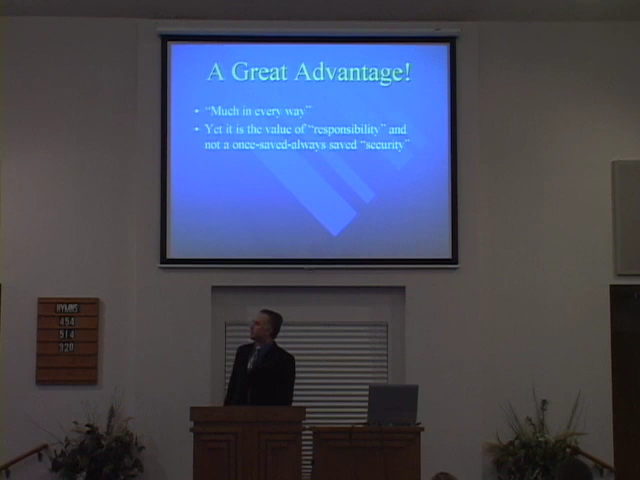 A Great Advantage!
• “Much in every way”
• Yet it is the value of “responsibility” and
not a once-saved-always saved “security”
HYMNS
454
514
320